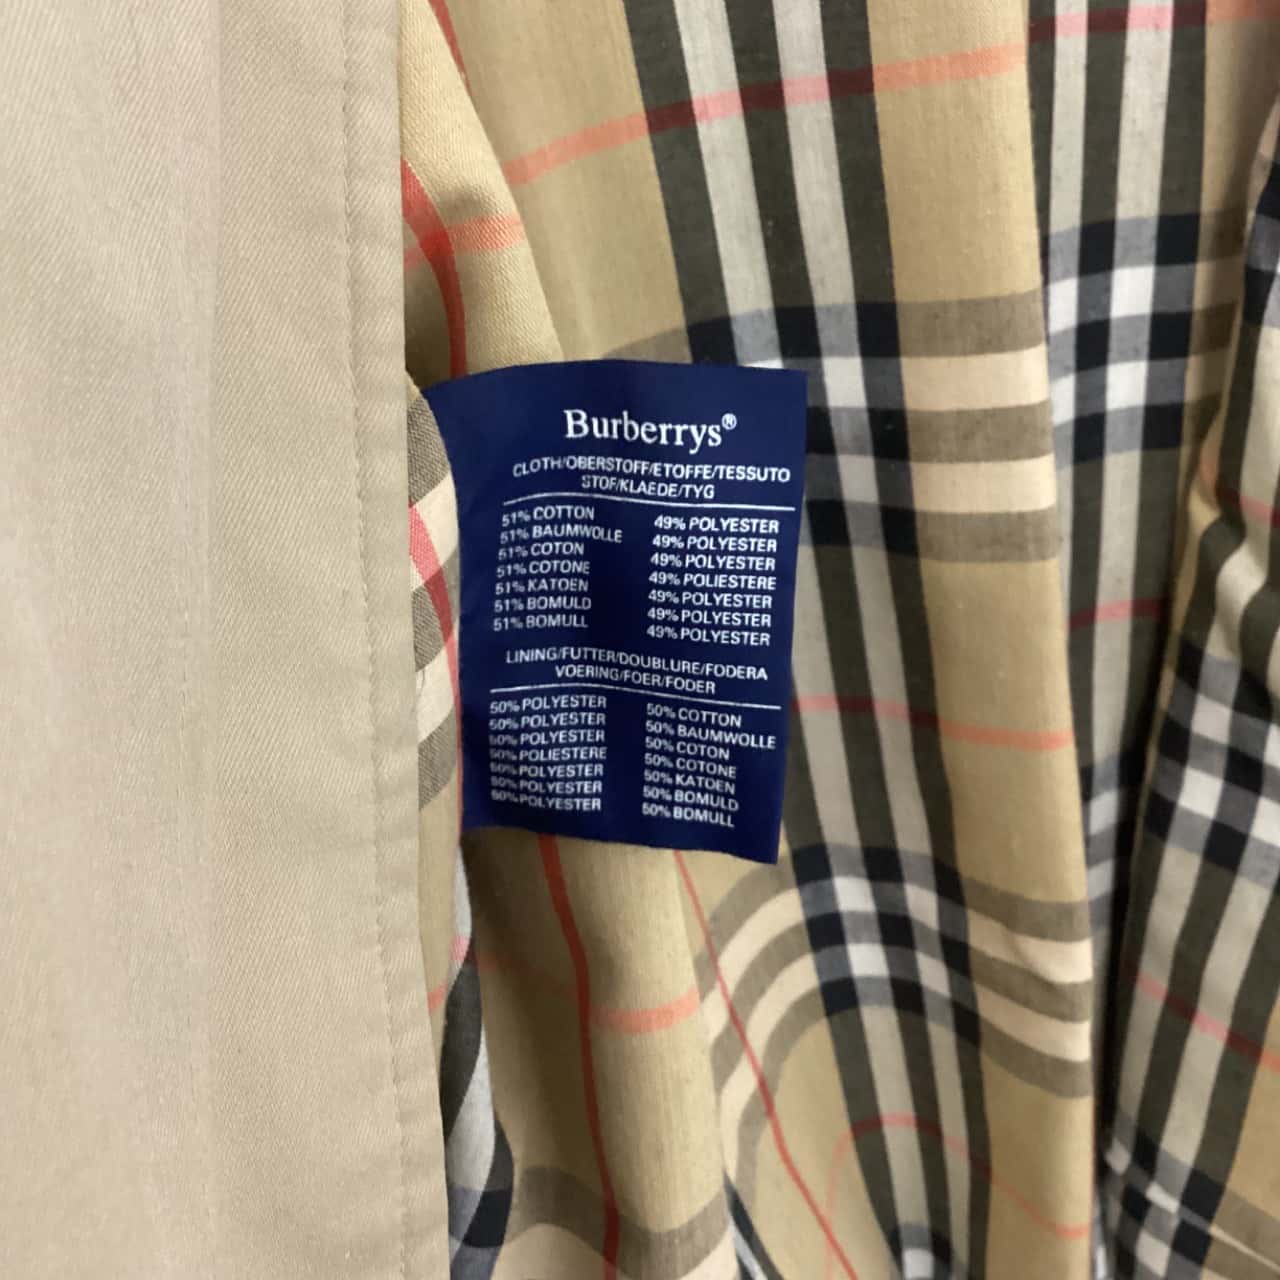 Burberrys®
CLOTH/OBERSTOFF/ETOFFE/TESSUTO
STOF/KLAEDE/TYG
51% COTTON 49% POLYESTER
51% BAUMWOLLE 49% POLYESTER
51% COTON 49% POLYESTER
51% COTONE 49% POLIESTERE
51% KATOEN 49% POLYESTER
51% BOMULD 49% POLYESTER
51% BOMULL 49% POLYESTER
LINING/FUTTER/DOUBLURE/FODERA
VOERING/FOER/FODER
50% POLYESTER 50% COTTON
50% POLYESTER 50% BAUMWOLLE
50% POLYESTER 50% COTON
50% POLIESTERE 50% COTONE
50% POLYESTER 50% KATOEN
50% POLYESTER 50% BOMULD
50% POLYESTER 50% BOMULL